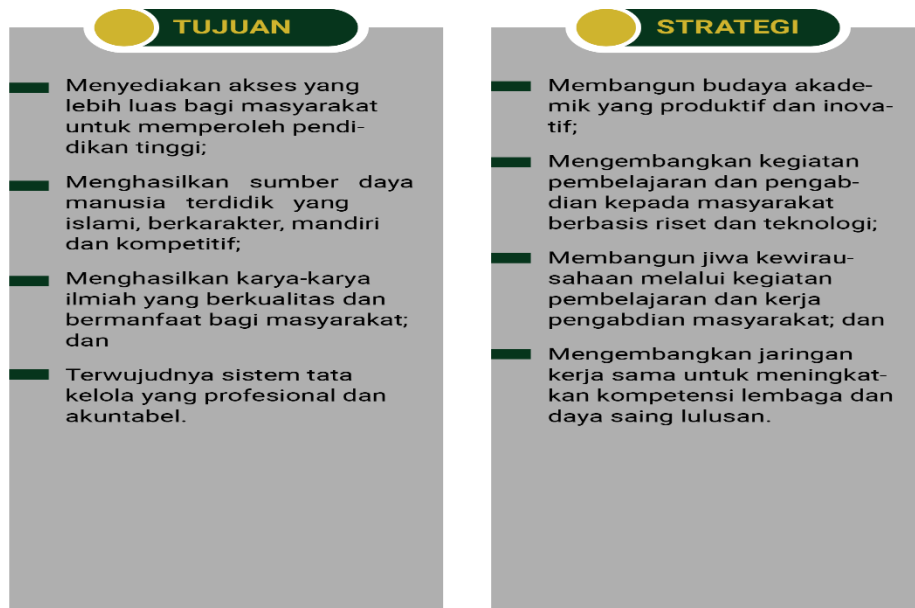 TUJUAN
Menyediakan akses yang
lebih luas bagi masyarakat
untuk memperoleh pendi-
dikan tinggi;
Menghasilkan sumber daya
manusia terdidik yang
islami, berkarakter, mandiri
dan kompetitif;
Menghasilkan karya-karya
ilmiah yang berkualitas dan
bermanfaat bagi masyarakat;
dan
Terwujudnya sistem tata
kelola yang profesional dan
akuntabel.
STRATEGI
Membangun budaya akade-
mik yang produktif dan inova-
tif;
Mengembangkan kegiatan
pembelajaran dan pengab-
dian kepada masyarakat
berbasis riset dan teknologi;
Membangun jiwa kewirau-
sahaan melalui kegiatan
pembelajaran dan kerja
pengabdian masyarakat; dan
Mengembangkan jaringan
kerja sama untuk meningkat-
kan kompetensi lembaga dan
daya saing lulusan.